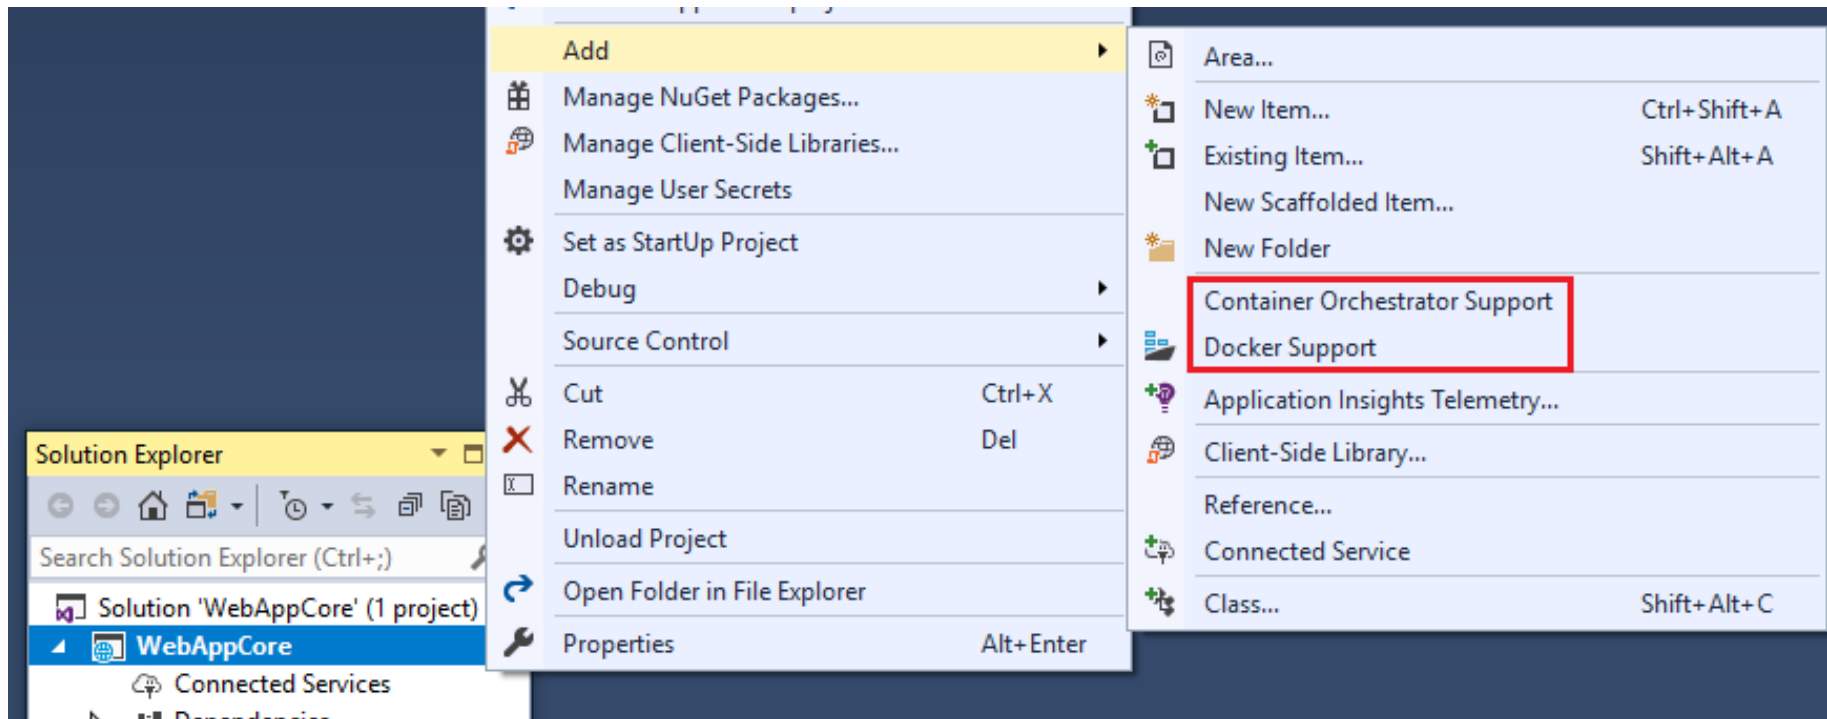 Add
Manage NuGet Packages...
Manage Client-Side Libraries...
Manage User Secrets
Set as StartUp Project
Debug
Source Control
Cut Ctrl+X
Remove Del
Rename
Unload Project
Open Folder in File Explorer
Properties Alt+Enter
Area...
New Item... Ctrl+Shift+A
Existing Item... Shift+Alt+A
New Scaffolded Item...
New Folder
Container Orchestrator Support
Docker Support
Application Insights Telemetry...
Client-Side Library...
Reference...
Connected Service
Class... Shift+Alt+C
Solution Explorer
Search Solution Explorer (Ctrl+;)
Solution 'WebAppCore' (1 project)
WebAppCore
Connected Services
Dependencies